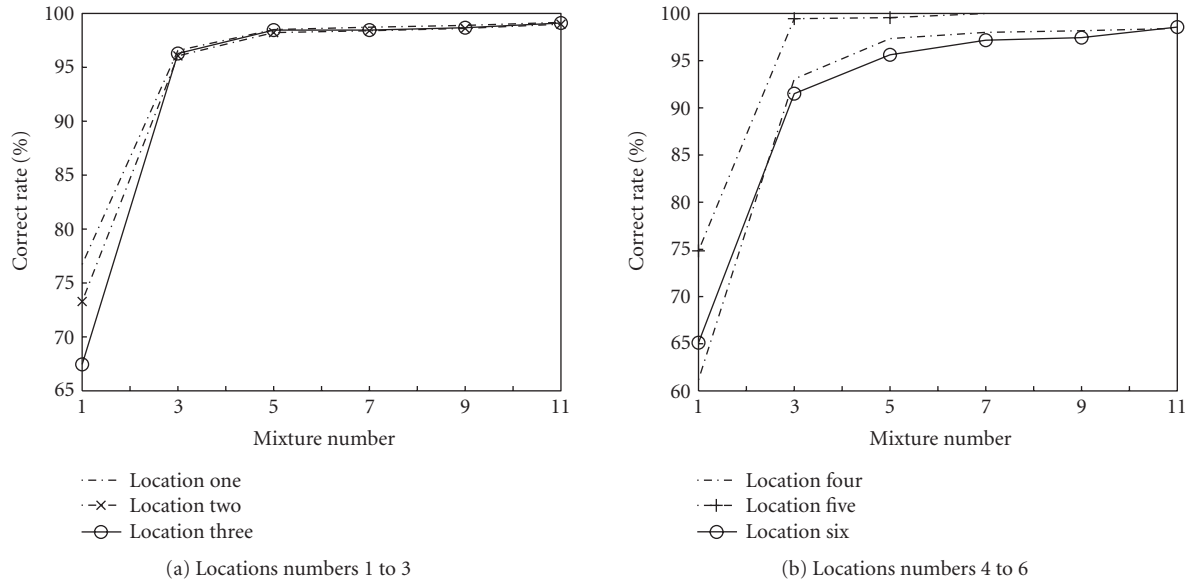 100
95
90
85
80
75
70
65
Correct rate (%)
1 3 5 7 9 11
Mixture number
Location one
Location two
Location three
(a) Locations numbers 1 to 3
100
95
90
85
80
75
70
65
60
Correct rate (%)
1 3 5 7 9 11
Mixture number
Location four
Location five
Location six
(b) Locations numbers 4 to 6